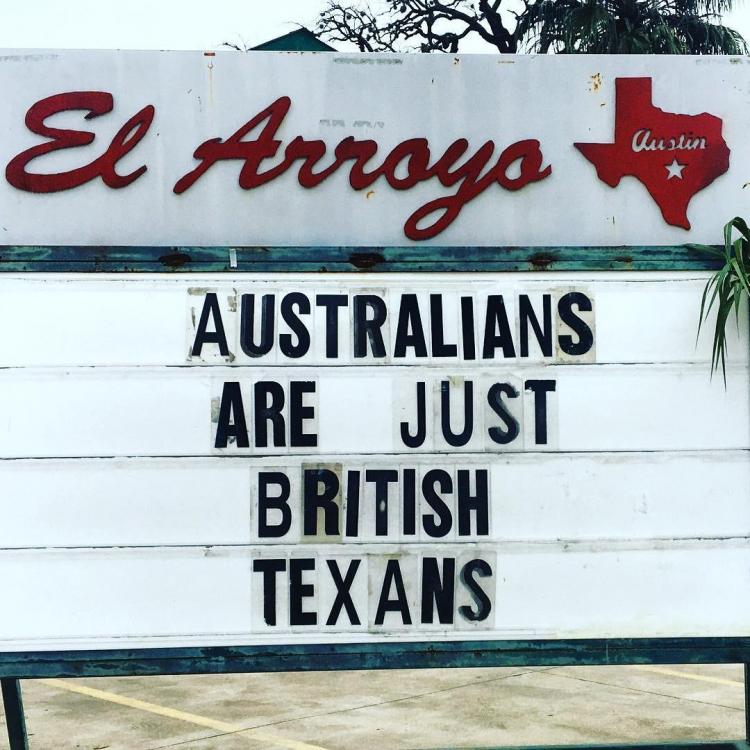 El Arroyo
Austin
AUSTRALIANS
ARE JUST
BRITISH
TEXANS